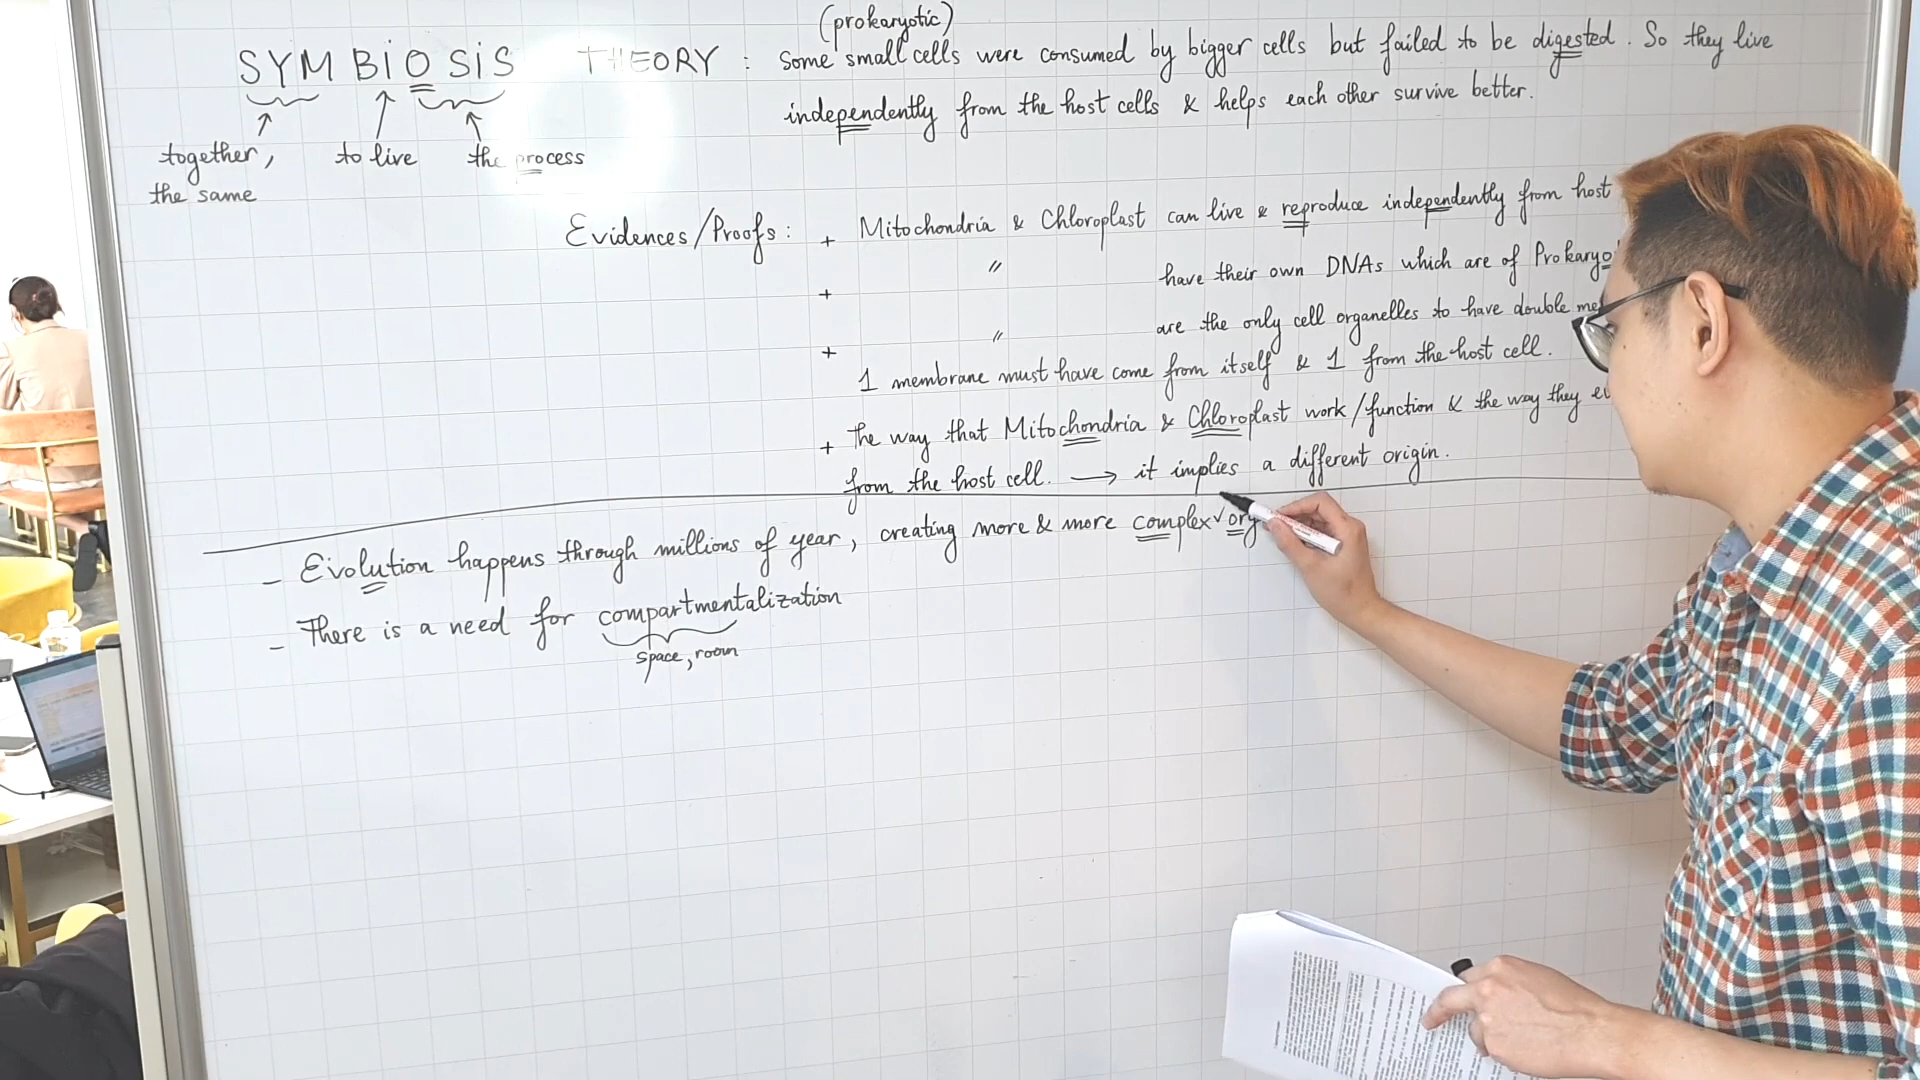 (prokaryotic)
SYMBiOSiS THEORY : Some small cells were consumed by bigger cells but failed to be digested. So they live
independently from the host cells & helps each other survive better.
together, to live the process
the same
Evidences/Proofs: + Mitochondria & Chloroplast can live & reproduce independently from host
+ 〃 have their own DNAs which are of Prokaryo
+ 〃 are the only cell organelles to have double me
1 membrane must have come from itself & 1 from the host cell.
+ The way that Mitochondria & Chloroplast work/function & the way they
from the host cell. → it implies a different origin.
- Evolution happens through millions of year, creating more & more complex ✓ org
- There is a need for compartmentalization
space, room